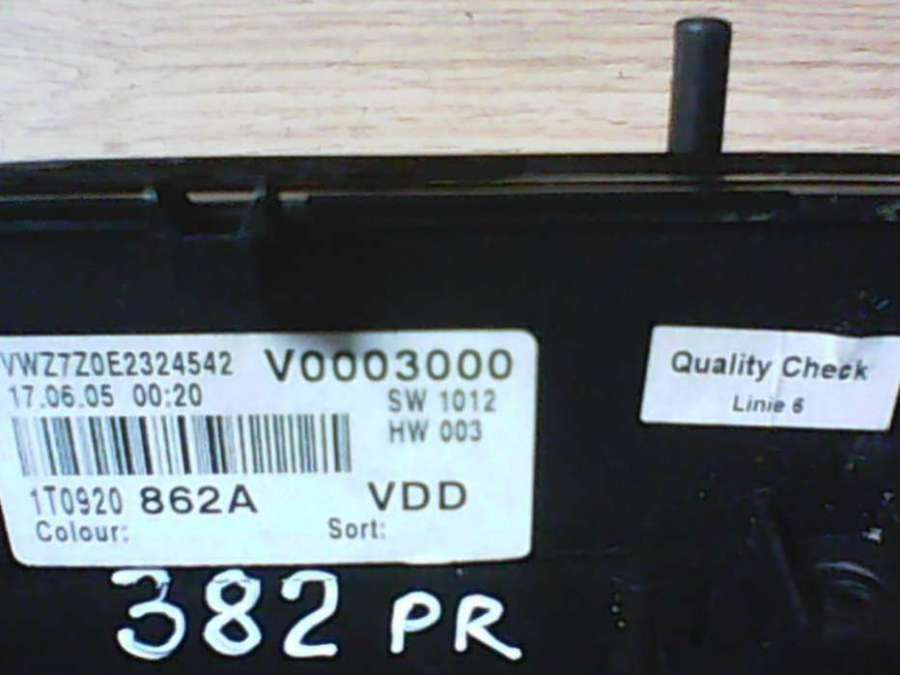 VWZ7Z0E2324542 V0003000
17.06.05 00:20 SW 1012
HW 003
1T0920 862A VDD
Colour: Sort:
Quality Check
Linie 6
382 PR